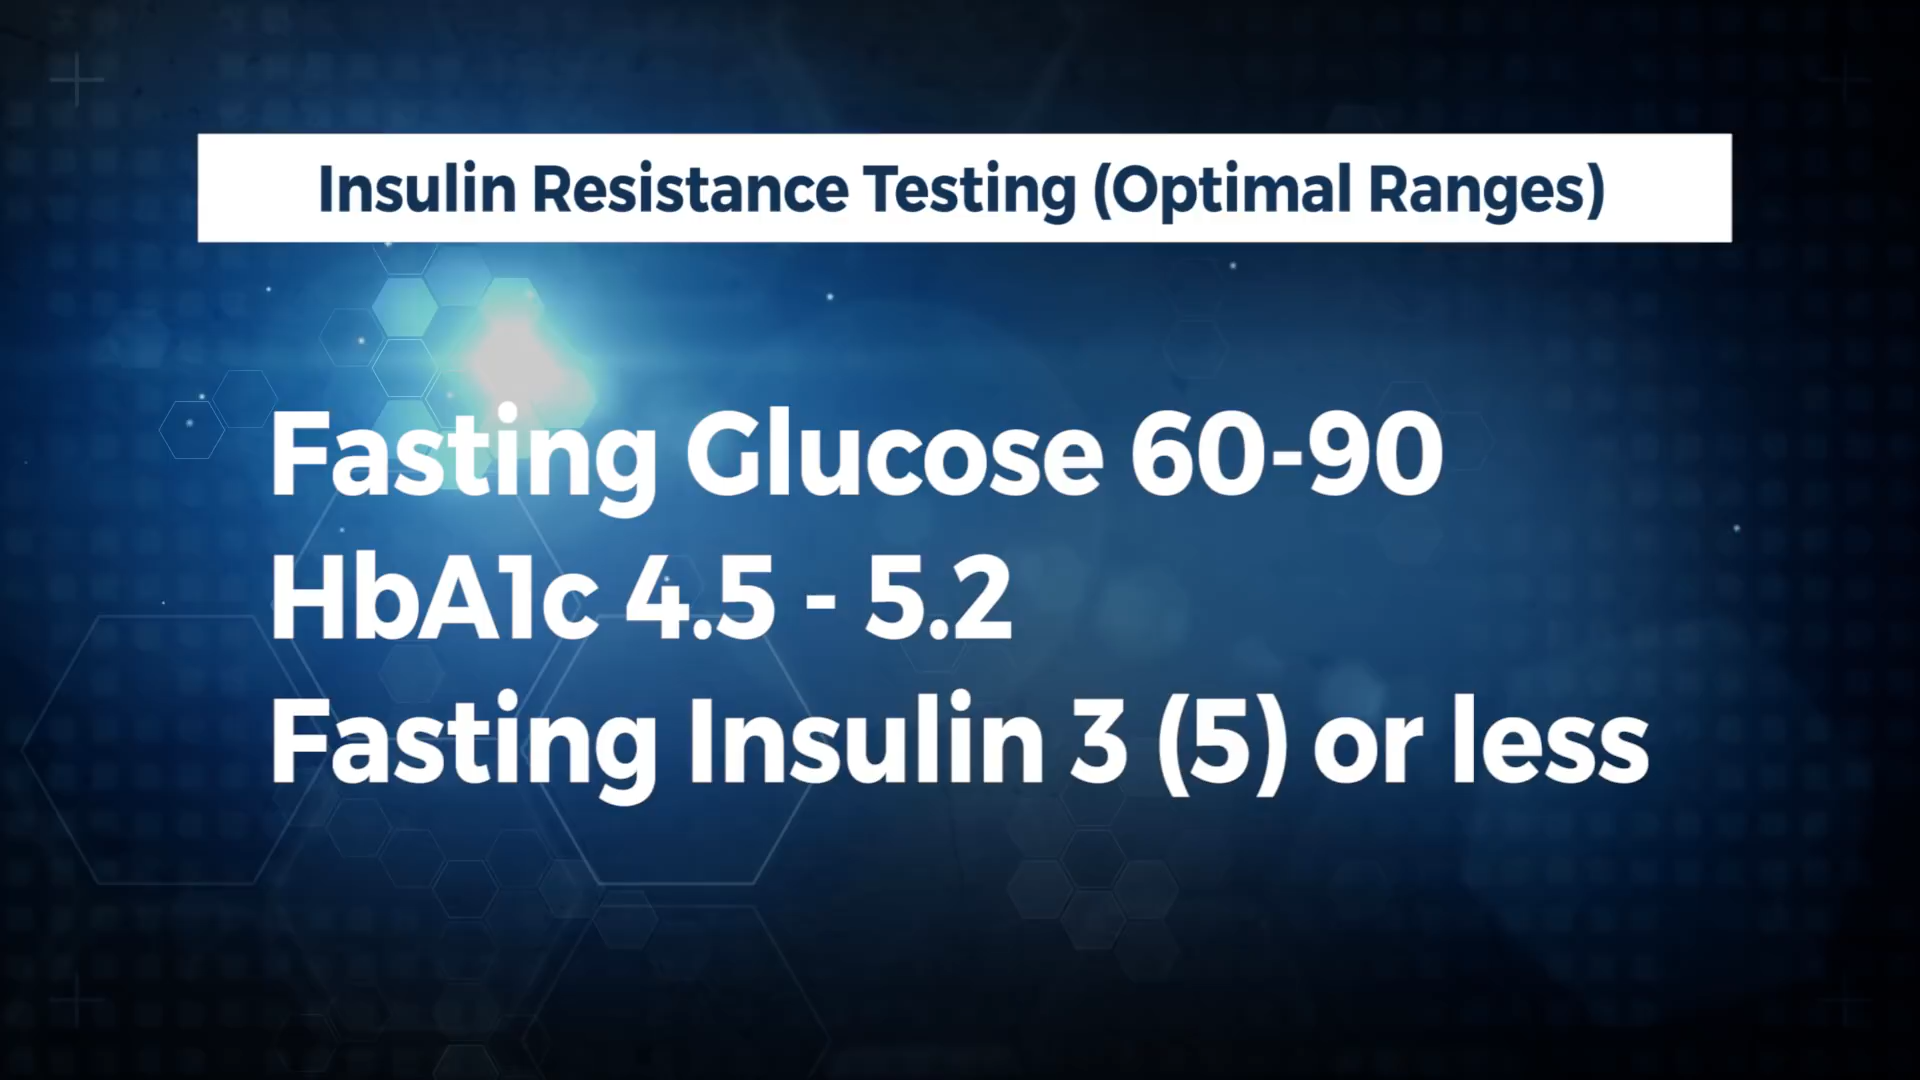 Insulin Resistance Testing (Optimal Ranges)
Fasting Glucose 60-90
HbA1c 4.5 - 5.2
Fasting Insulin 3 (5) or less